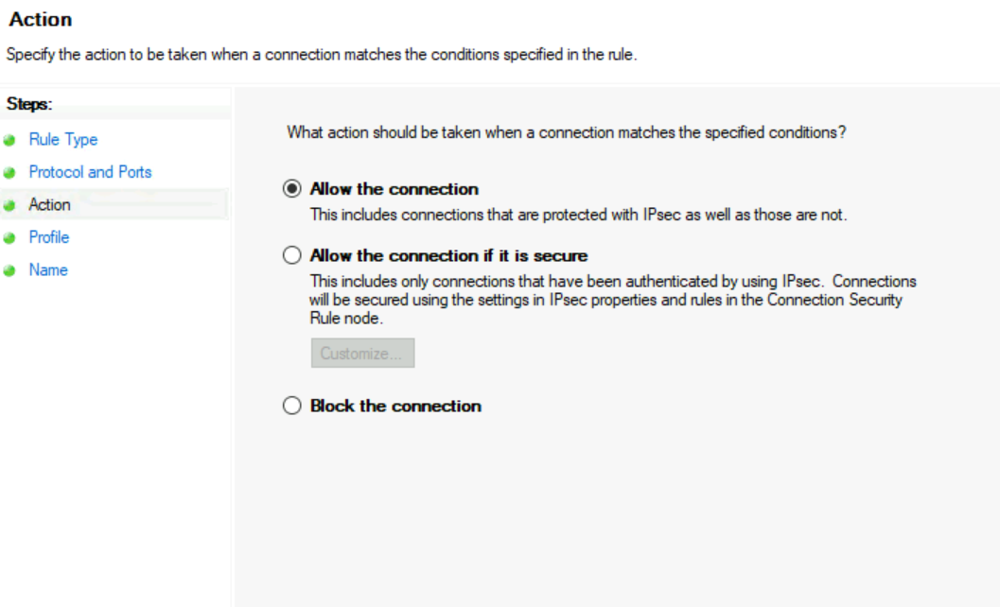 Action
Specify the action to be taken when a connection matches the conditions specified in the rule.
Steps:
Rule Type
Protocol and Ports
Action
Profile
Name
What action should be taken when a connection matches the specified conditions?
Allow the connection
This includes connections that are protected with IPsec as well as those are not.
Allow the connection if it is secure
This includes only connections that have been authenticated by using IPsec. Connections
will be secured using the settings in IPsec properties and rules in the Connection Security
Rule node.
Customize...
Block the connection